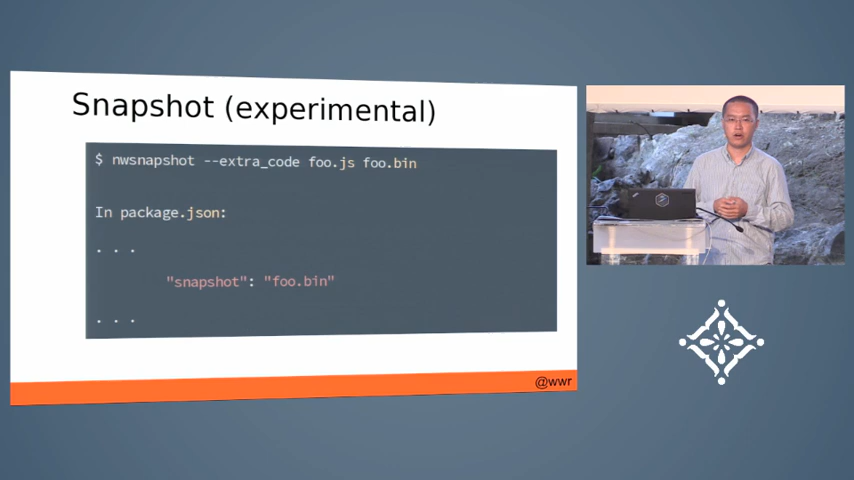 Snapshot (experimental)
$ nwsnapshot --extra_code foo.js foo.bin
In package.json:
. . .
"snapshot": "foo.bin"
. . .
@wwr